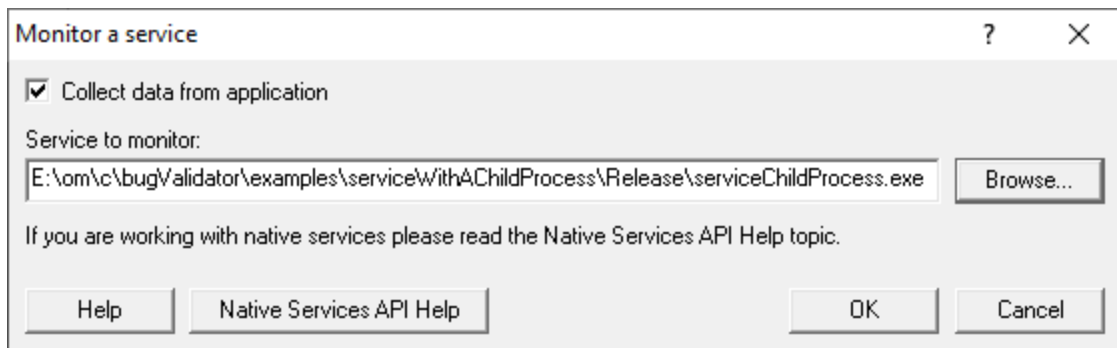 Monitor a service
?
Collect data from application
Service to monitor:
E:\om\c\bugValidator\examples\serviceWithAChildProcess\Release\serviceChildProcess.exe
Browse...
If you are working with native services please read the Native Services API Help topic.
Help
Native Services API Help
OK
Cancel